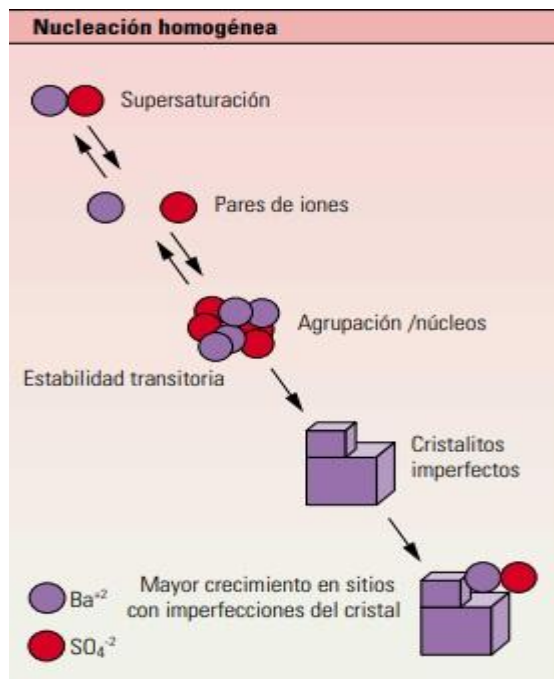 Nucleación homogénea
Supersaturación
Pares de iones
Agrupación /núcleos
Estabilidad transitoria
Cristalitos
imperfectos
Mayor crecimiento en sitios
con imperfecciones del cristal
Ba+2
SO4-2